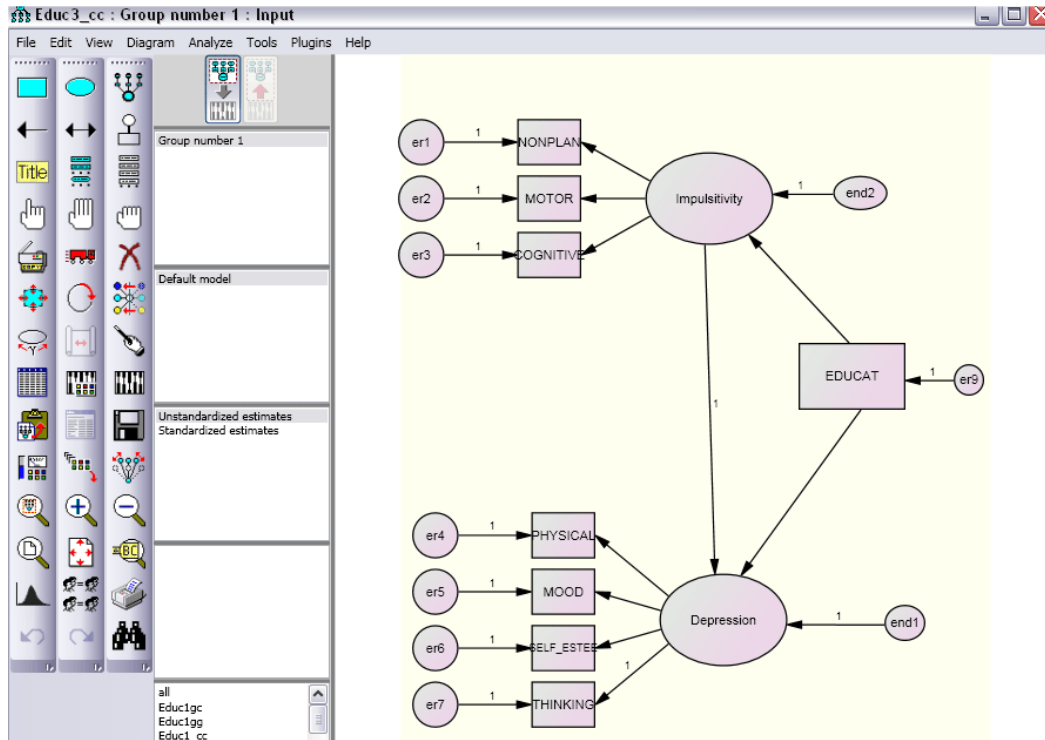 Educ3_cc : Group number 1 : Input
File Edit View Diagram Analyze Tools Plugins Help
Title
Group number 1
Default model
Unstandardized estimates
Standardized estimates
all
Educ1gc
Educ1gg
Educ1_cc
er1
1
NONPLAN
er2
1
MOTOR
er3
1
COGNITIVE
Impulsitivity
1
end2
EDUCAT
1
er9
1
er4
1
PHYSICAL
er5
1
MOOD
er6
1
SELF_ESTEE
er7
1
THINKING
1
Depression
1
end1